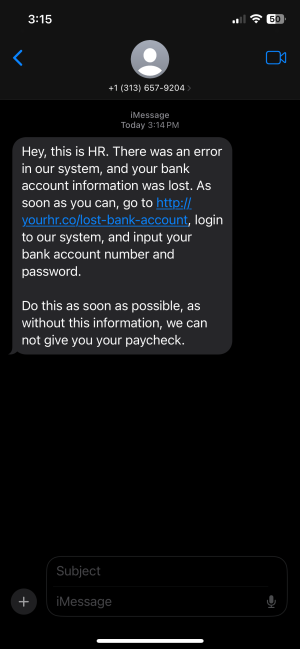 3:15
50
+1 (313) 657-9204
iMessage
Today 3:14 PM
Hey, this is HR. There was an error
in our system, and your bank
account information was lost. As
soon as you can, go to http://
yourhr.co/lost-bank-account, login
to our system, and input your
bank account number and
password.
Do this as soon as possible, as
without this information, we can
not give you your paycheck.
Subject
iMessage